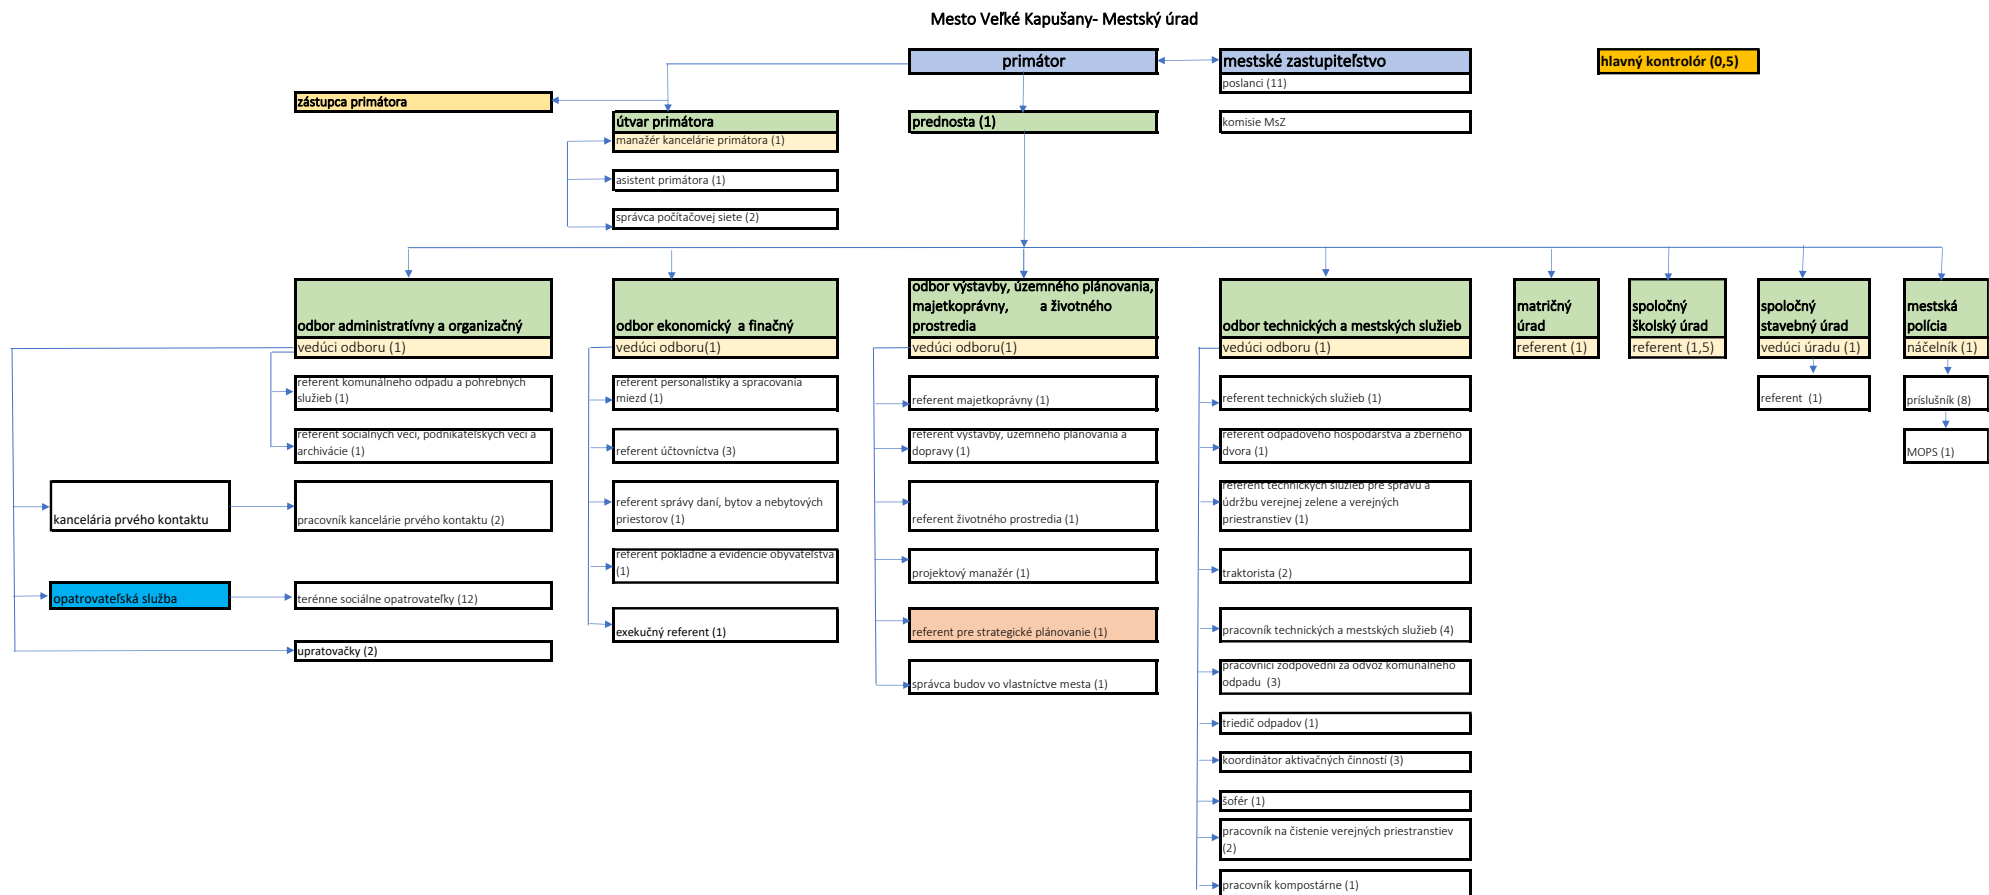 Mesto Veľké Kapušany- Mestský úrad
primátor
mestské zastupiteľstvo
poslanci (11)
komisie MsZ
hlavný kontrolór (0,5)
zástupca primátora
útvar primátora
manažér kancelárie primátora (1)
asistent primátora (1)
správca počítačovej siete (2)
prednosta (1)
odbor administratívny a organizačný
vedúci odboru (1)
referent komunálneho odpadu a pohrebných
služieb (1)
referent sociálnych vecí, podnikateľských vecí a
archivácie (1)
kancelária prvého kontaktu
pracovník kancelárie prvého kontaktu (2)
opatrovateľská služba
terénne sociálne opatrovateľky (12)
upratovačky (2)
odbor ekonomický  a finačný
vedúci odboru(1)
referent personalistiky a spracovania
miezd (1)
referent účtovníctva (3)
referent správy daní, bytov a nebytových
priestorov (1)
referent pokladne a evidencie obyvateľstva
(1)
exekučný referent (1)
odbor výstavby, územného plánovania,
majetkoprávny,        a životného
prostredia
vedúci odboru(1)
referent majetkoprávny (1)
referent výstavby, územného plánovania a
dopravy (1)
referent životného prostredia (1)
projektový manažér (1)
referent pre strategické plánovanie (1)
správca budov vo vlastníctve mesta (1)
odbor technických a mestských služieb
vedúci odboru (1)
referent technických služieb (1)
referent odpadového hospodárstva a zberného
dvora (1)
referent technických služieb pre správu a
údržbu verejnej zelene a verejných
priestranstiev (1)
traktorista (2)
pracovník technických a mestských služieb (4)
pracovníci zodpovední za odvoz komunálneho
odpadu  (3)
triedič odpadov (1)
koordinátor aktivačných činností (3)
šofér (1)
pracovník na čistenie verejných priestranstiev
(2)
pracovník kompostárne (1)
matričný
úrad
referent (1)
spoločný
školský úrad
referent (1,5)
spoločný
stavebný úrad
vedúci úradu (1)
referent  (1)
mestská
polícia
náčelník (1)
príslušník (8)
MOPS (1)